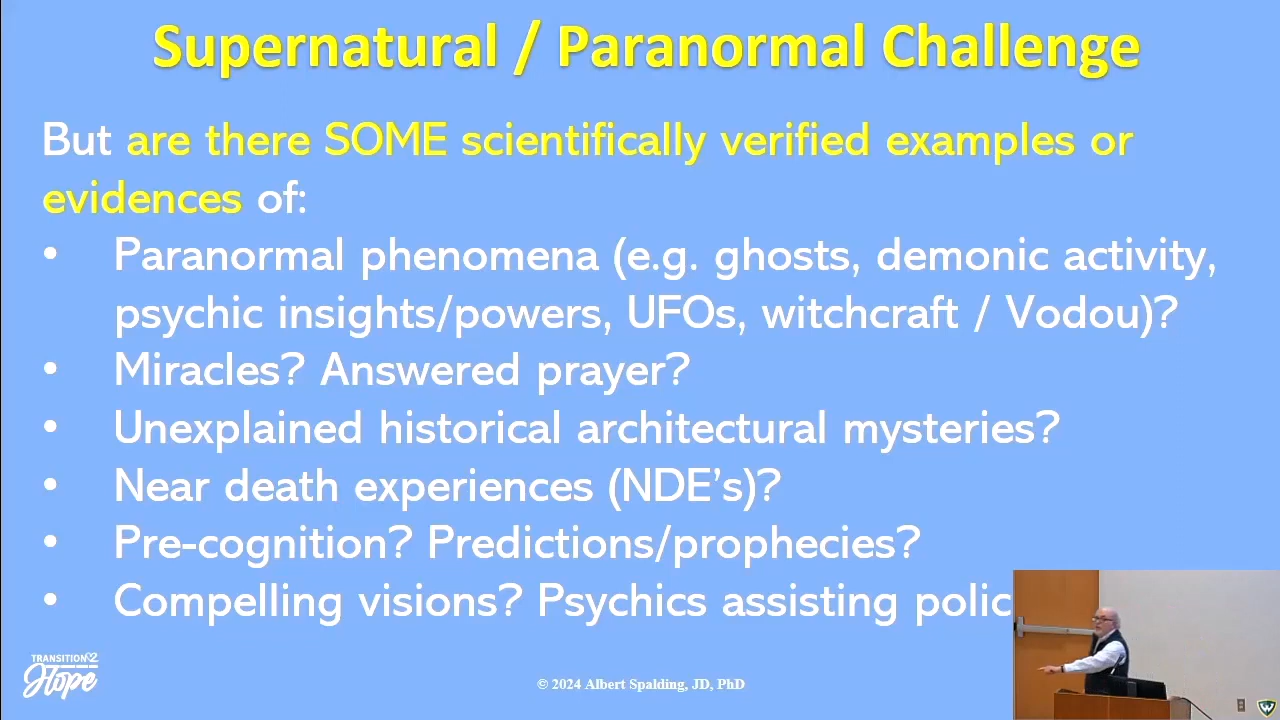 Supernatural / Paranormal Challenge
But are there SOME scientifically verified examples or
evidences of:
• Paranormal phenomena (e.g. ghosts, demonic activity,
psychic insights/powers, UFOs, witchcraft / Vodou)?
• Miracles? Answered prayer?
• Unexplained historical architectural mysteries?
• Near death experiences (NDE's)?
• Pre-cognition? Predictions/prophecies?
• Compelling visions? Psychics assisting polic
TRANSITION2
Hope
© 2024 Albert Spalding, JD, PhD
W